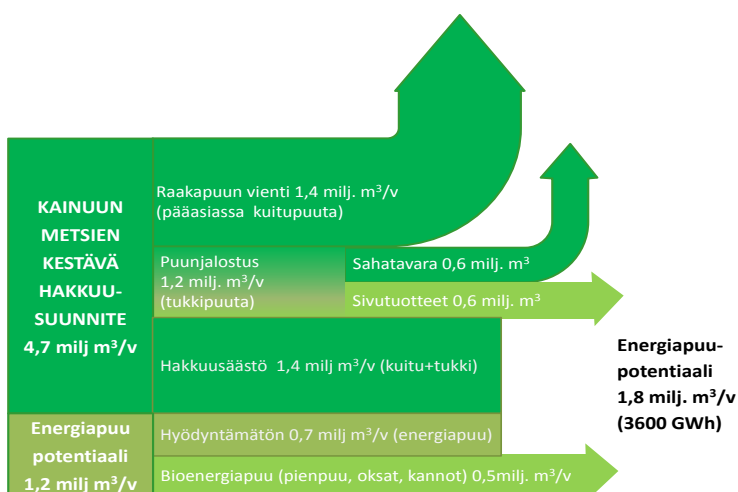 KAINUUN
METSIEN
KESTÄVÄ
HAKKUU-
SUUNNITE
4,7 milj m³/v
Energiapuu
potentiaali
1,2 milj m³/v
Raakapuun vienti 1,4 milj. m³/v
(pääasiassa kuitupuuta)
Puunjalostus
1,2 milj. m³/v
(tukkipuuta)
Sahatavara 0,6 milj. m³
Sivutuotteet 0,6 milj. m³
Hakkuusäästö 1,4 milj m³/v (kuitu+tukki)
Hyödyntämätön 0,7 milj m³/v (energiapuu)
Bioenergiapuu (pienpuu, oksat, kannot) 0,5milj. m³/v
Energiapuu-
potentiaali
1,8 milj. m³/v
(3600 GWh)